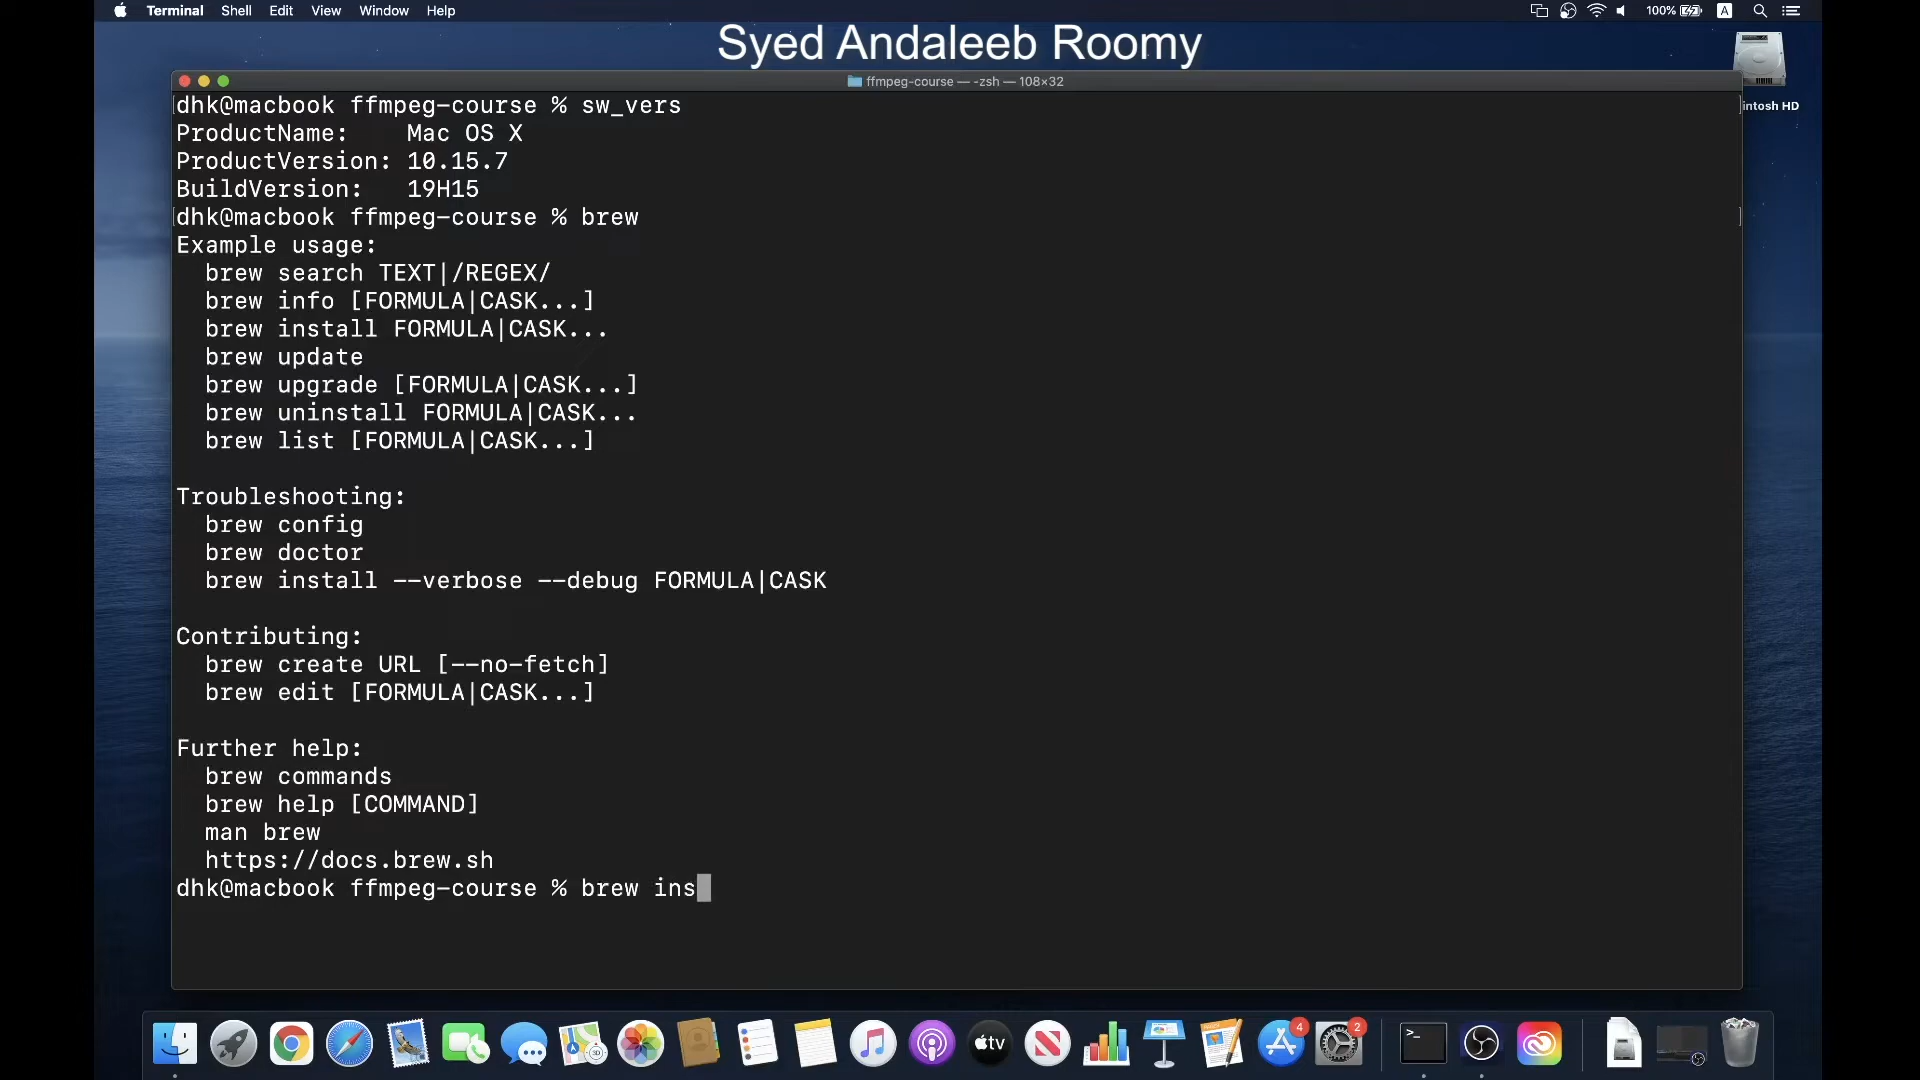 Terminal Shell Edit View Window Help 100% A
Syed Andaleeb Roomy
ffmpeg-course — -zsh — 108×32
intosh HD
dhk@macbook ffmpeg-course % sw_vers
ProductName: Mac OS X
ProductVersion: 10.15.7
BuildVersion: 19H15
dhk@macbook ffmpeg-course % brew
Example usage:
brew search TEXT|/REGEX/
brew info [FORMULA|CASK...]
brew install FORMULA|CASK...
brew update
brew upgrade [FORMULA|CASK...]
brew uninstall FORMULA|CASK...
brew list [FORMULA|CASK...]
Troubleshooting:
brew config
brew doctor
brew install --verbose --debug FORMULA|CASK
Contributing:
brew create URL [--no-fetch]
brew edit [FORMULA|CASK...]
Further help:
brew commands
brew help [COMMAND]
man brew
https://docs.brew.sh
dhk@macbook ffmpeg-course % brew ins
3D tv 4 2 >_